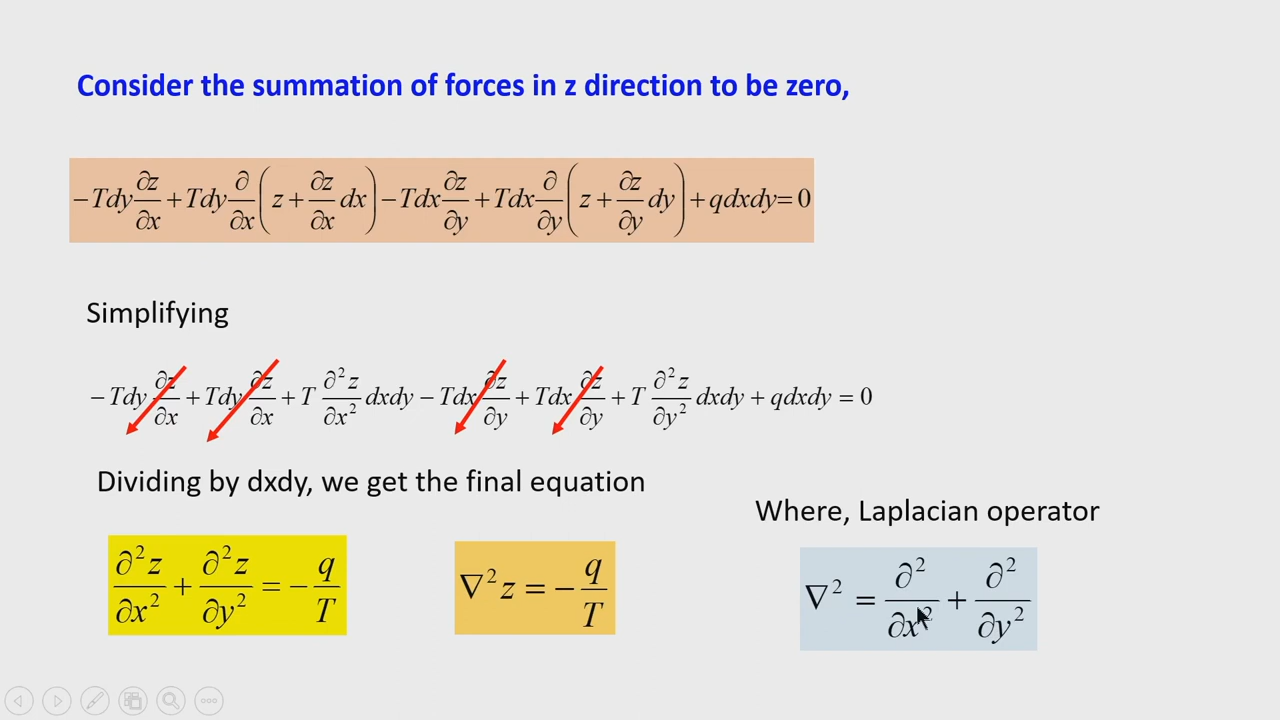 Consider the summation of forces in z direction to be zero,
−Tdy ∂z/∂x + Tdy ∂/∂x (z + ∂z/∂x dx) − Tdx ∂z/∂y + Tdx ∂/∂y (z + ∂z/∂y dy) + qdxdy = 0
Simplifying
− Tdy ∂z/∂x + Tdy ∂z/∂x + T ∂²z/∂x² dxdy − Tdx ∂z/∂y + Tdx ∂z/∂y + T ∂²z/∂y² dxdy + qdxdy = 0
Dividing by dxdy, we get the final equation
Where, Laplacian operator
∂²z/∂x² + ∂²z/∂y² = − q/T
∇²z = − q/T
∇² = ∂²/∂x² + ∂²/∂y²